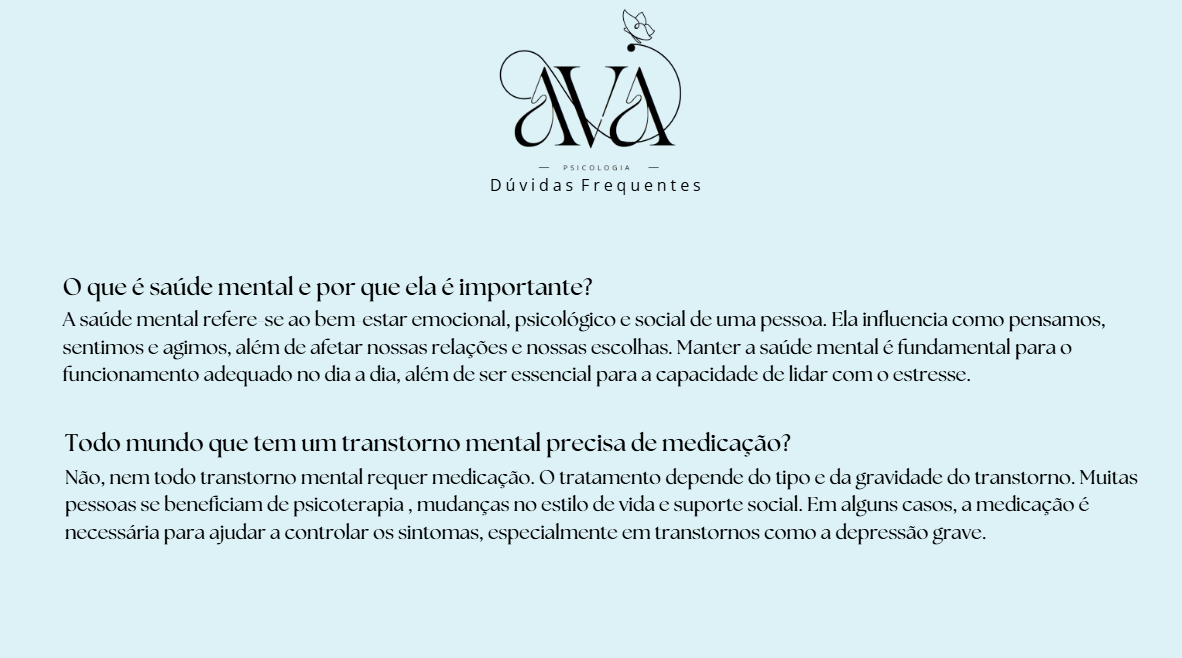 AVA
PSICOLOGIA
Dúvidas Frequentes
O que é saúde mental e por que ela é importante?
A saúde mental refere-se ao bem-estar emocional, psicológico e social de uma pessoa. Ela influencia como pensamos,
sentimos e agimos, além de afetar nossas relações e nossas escolhas. Manter a saúde mental é fundamental para o
funcionamento adequado no dia a dia, além de ser essencial para a capacidade de lidar com o estresse.
Todo mundo que tem um transtorno mental precisa de medicação?
Não, nem todo transtorno mental requer medicação. O tratamento depende do tipo e da gravidade do transtorno. Muitas
pessoas se beneficiam de psicoterapia , mudanças no estilo de vida e suporte social. Em alguns casos, a medicação é
necessária para ajudar a controlar os sintomas, especialmente em transtornos como a depressão grave.